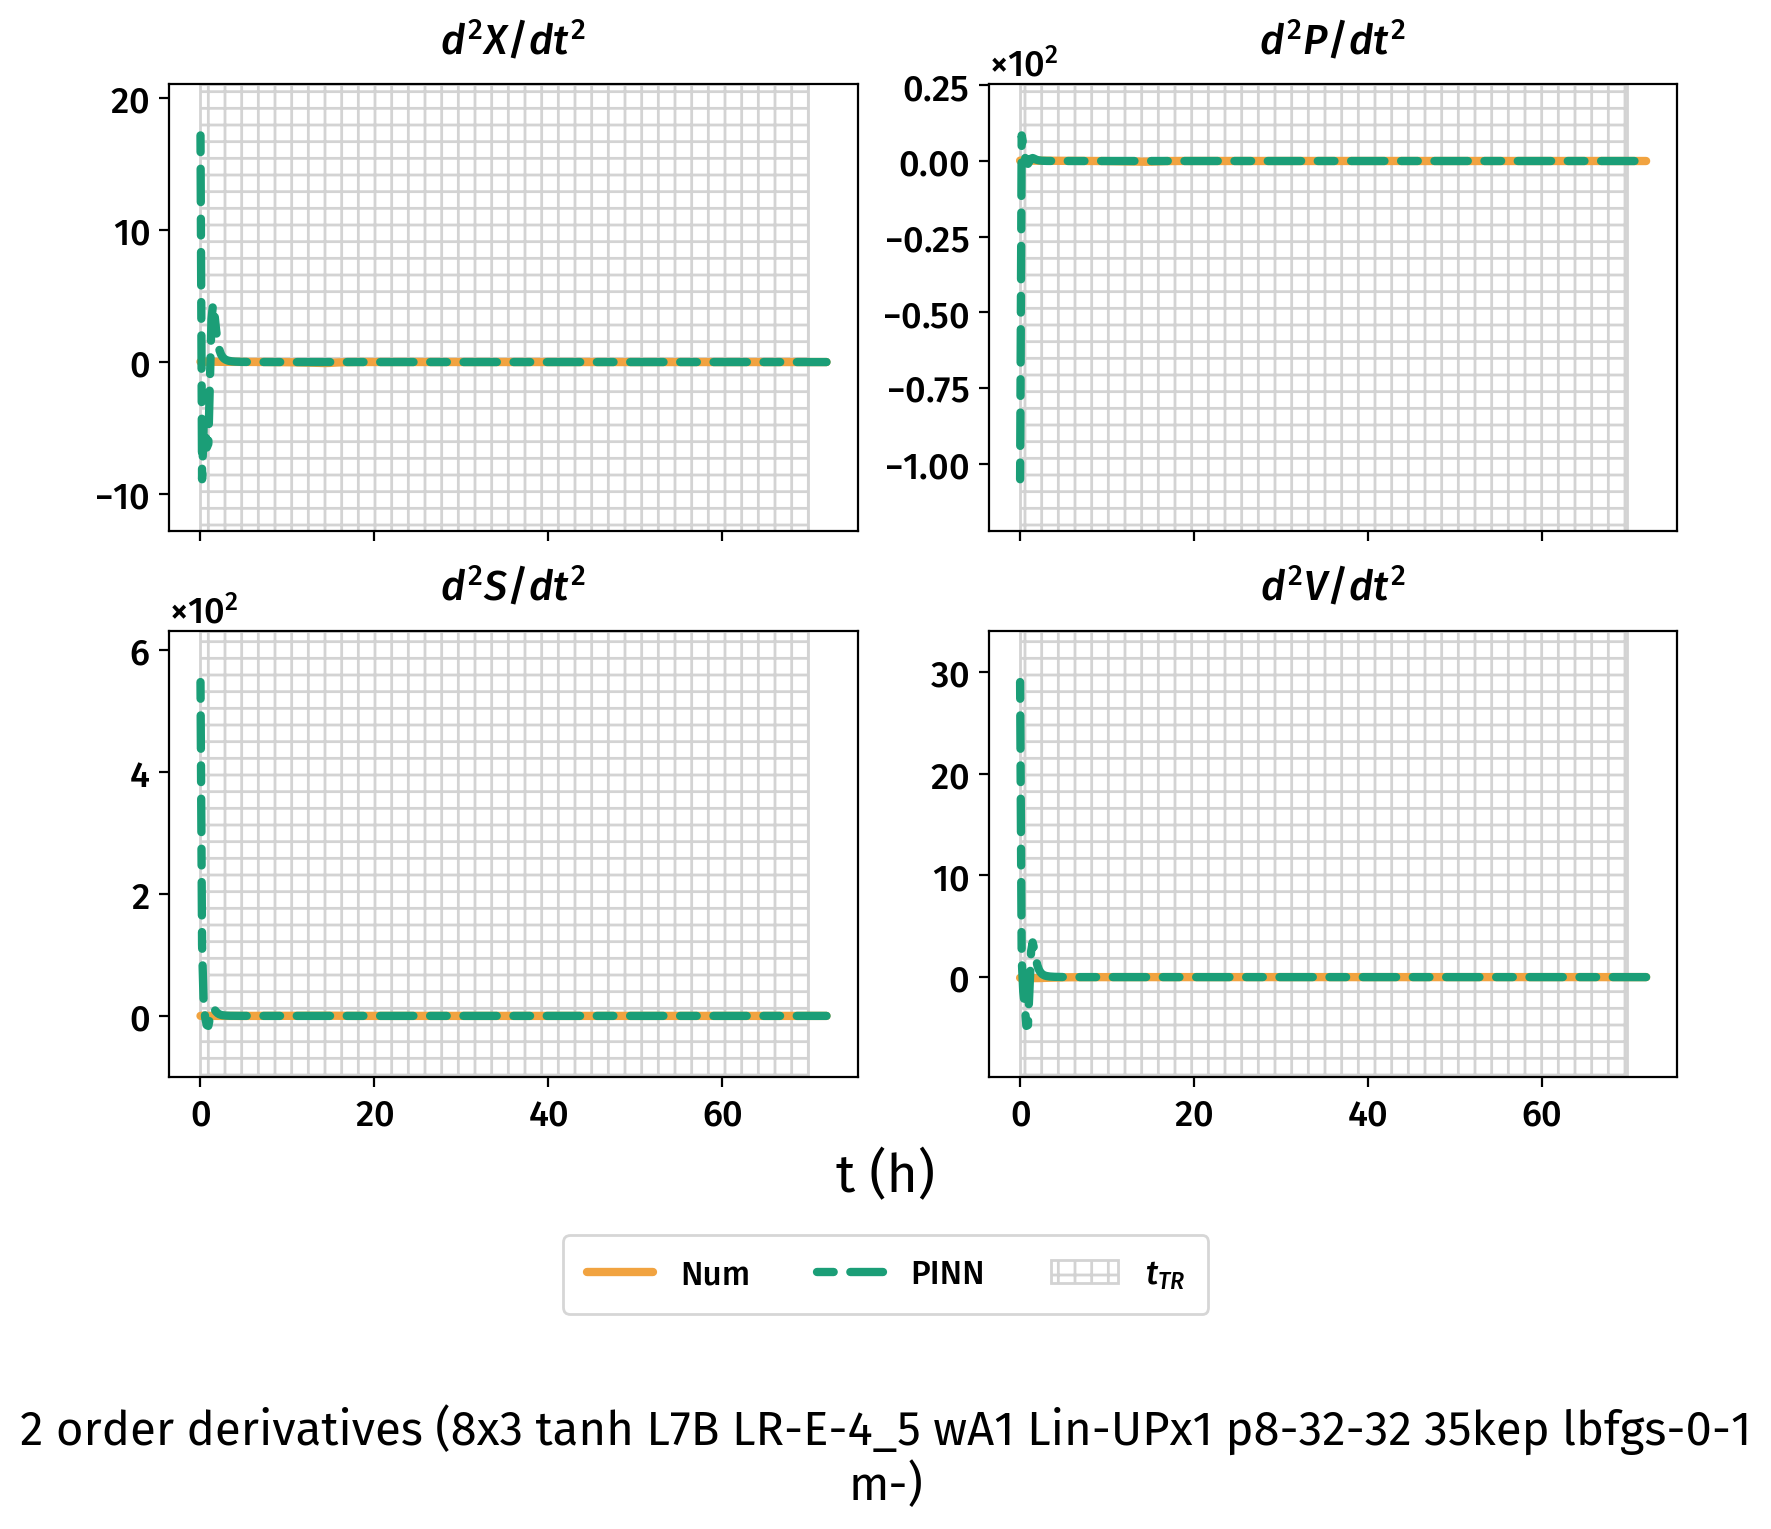 d²X/dt²
20
10
0
−10
d²P/dt²
×10²
0.25
0.00
−0.25
−0.50
−0.75
−1.00
d²S/dt²
×10²
6
4
2
0
0 20 40 60
d²V/dt²
30
20
10
0
0 20 40 60
t (h)
Num PINN t_TR
2 order derivatives (8x3 tanh L7B LR-E-4_5 wA1 Lin-UPx1 p8-32-32 35kep lbfgs-0-1
m-)